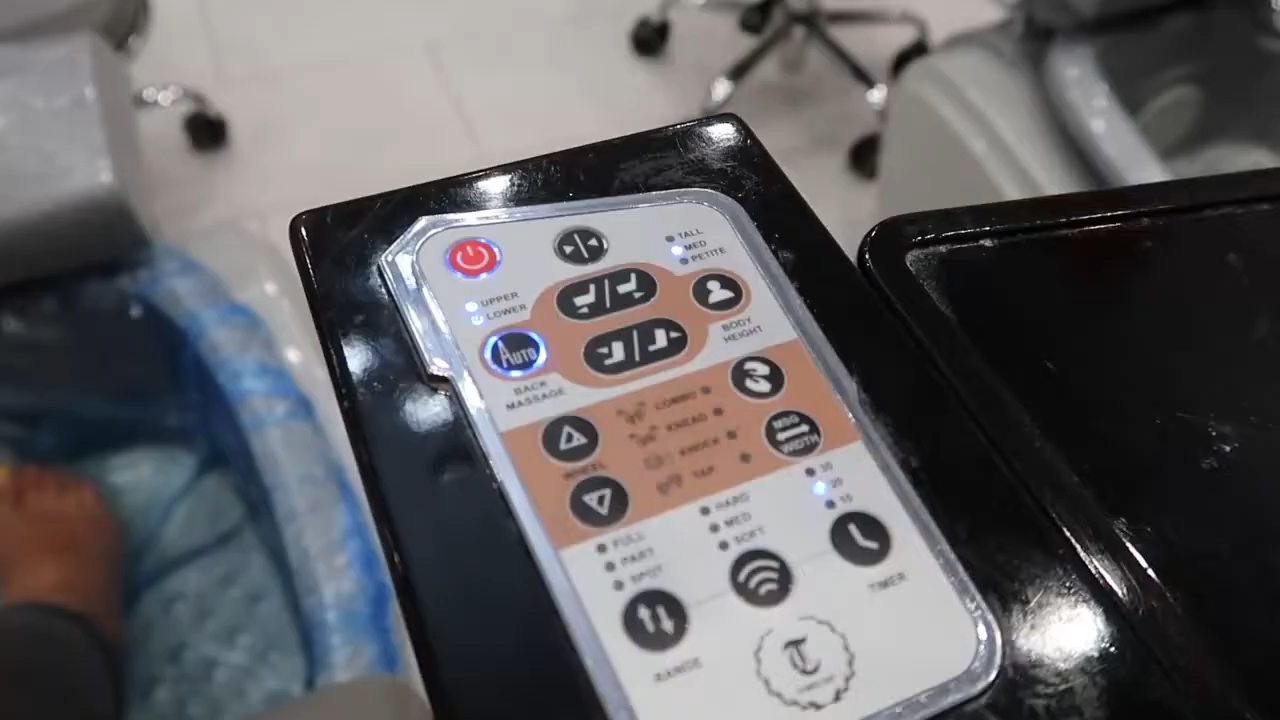 TALL
MED
PETITE
UPPER
LOWER
AUTO
BACK
MASSAGE
BODY
HEIGHT
COMBO
KNEAD
KNOCK
TAP
WHEEL
MSG
WIDTH
30
20
10
HARD
MED
SOFT
FULL
PART
SPOT
TIMER
RANGE